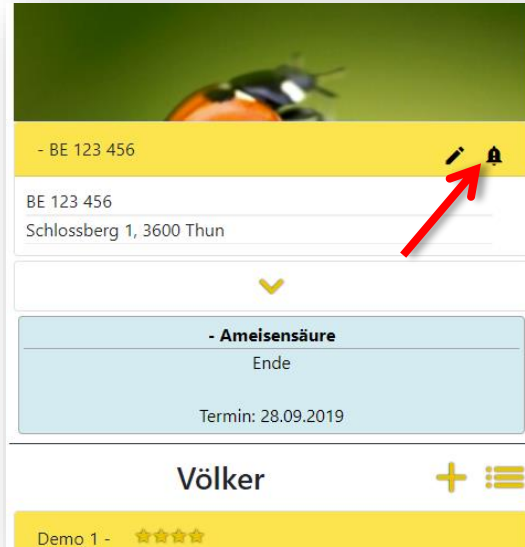 - BE 123 456
BE 123 456
Schlossberg 1, 3600 Thun
- Ameisensäure
Ende
Termin: 28.09.2019
Völker
Demo 1 -